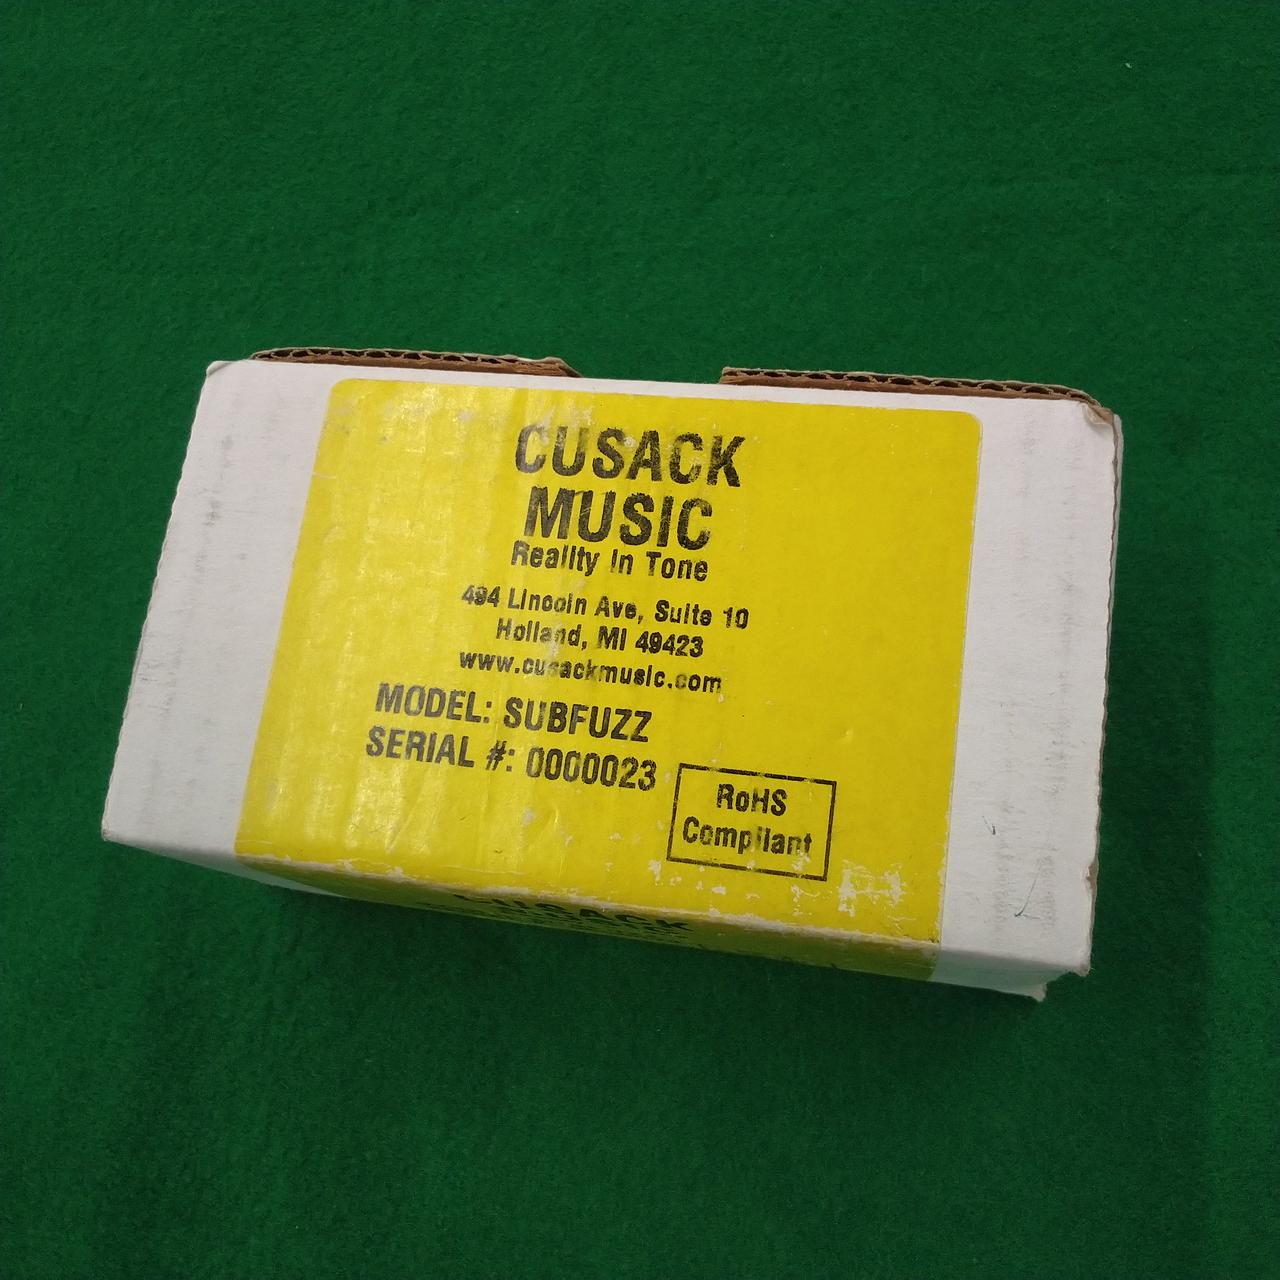 CUSACK
MUSIC
Reality In Tone
494 Lincoln Ave, Suite 10
Holland, MI 49423
www.cusackmusic.com
MODEL: SUBFUZZ
SERIAL #: 0000023
RoHS
Compliant
CUSACK